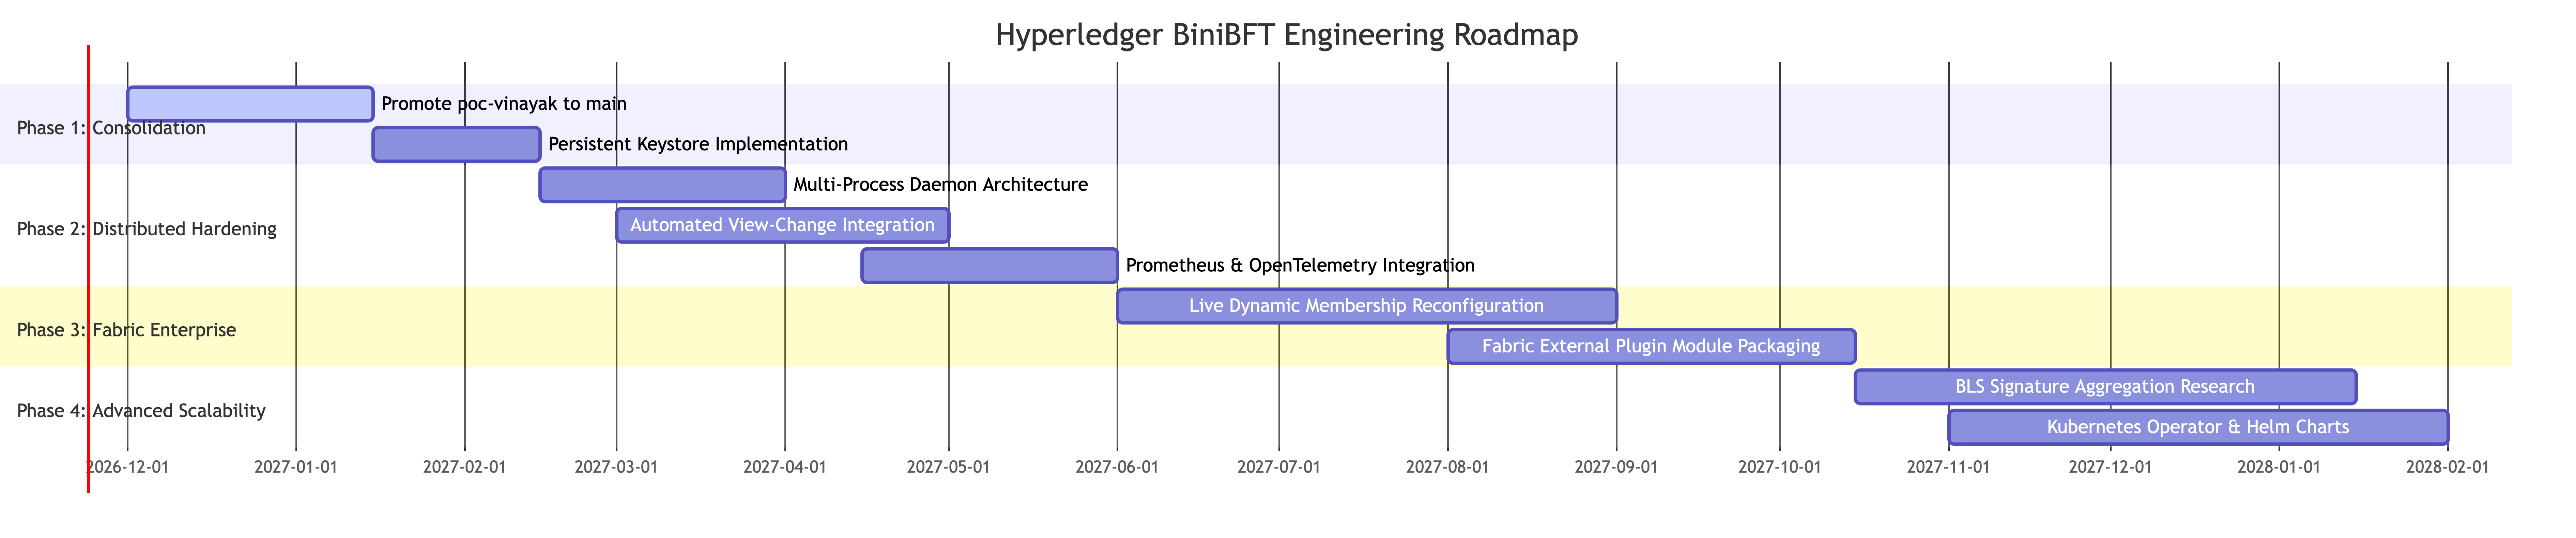 Hyperledger BiniBFT Engineering Roadmap
Promote poc-vinayak to main
Phase 1: Consolidation
Persistent Keystore Implementation
Multi-Process Daemon Architecture
Phase 2: Distributed Hardening
Automated View-Change Integration
Prometheus & OpenTelemetry Integration
Live Dynamic Membership Reconfiguration
Phase 3: Fabric Enterprise
Fabric External Plugin Module Packaging
BLS Signature Aggregation Research
Phase 4: Advanced Scalability
Kubernetes Operator & Helm Charts
2026-12-01 2027-01-01 2027-02-01 2027-03-01 2027-04-01 2027-05-01 2027-06-01 2027-07-01 2027-08-01 2027-09-01 2027-10-01 2027-11-01 2027-12-01 2028-01-01 2028-02-01